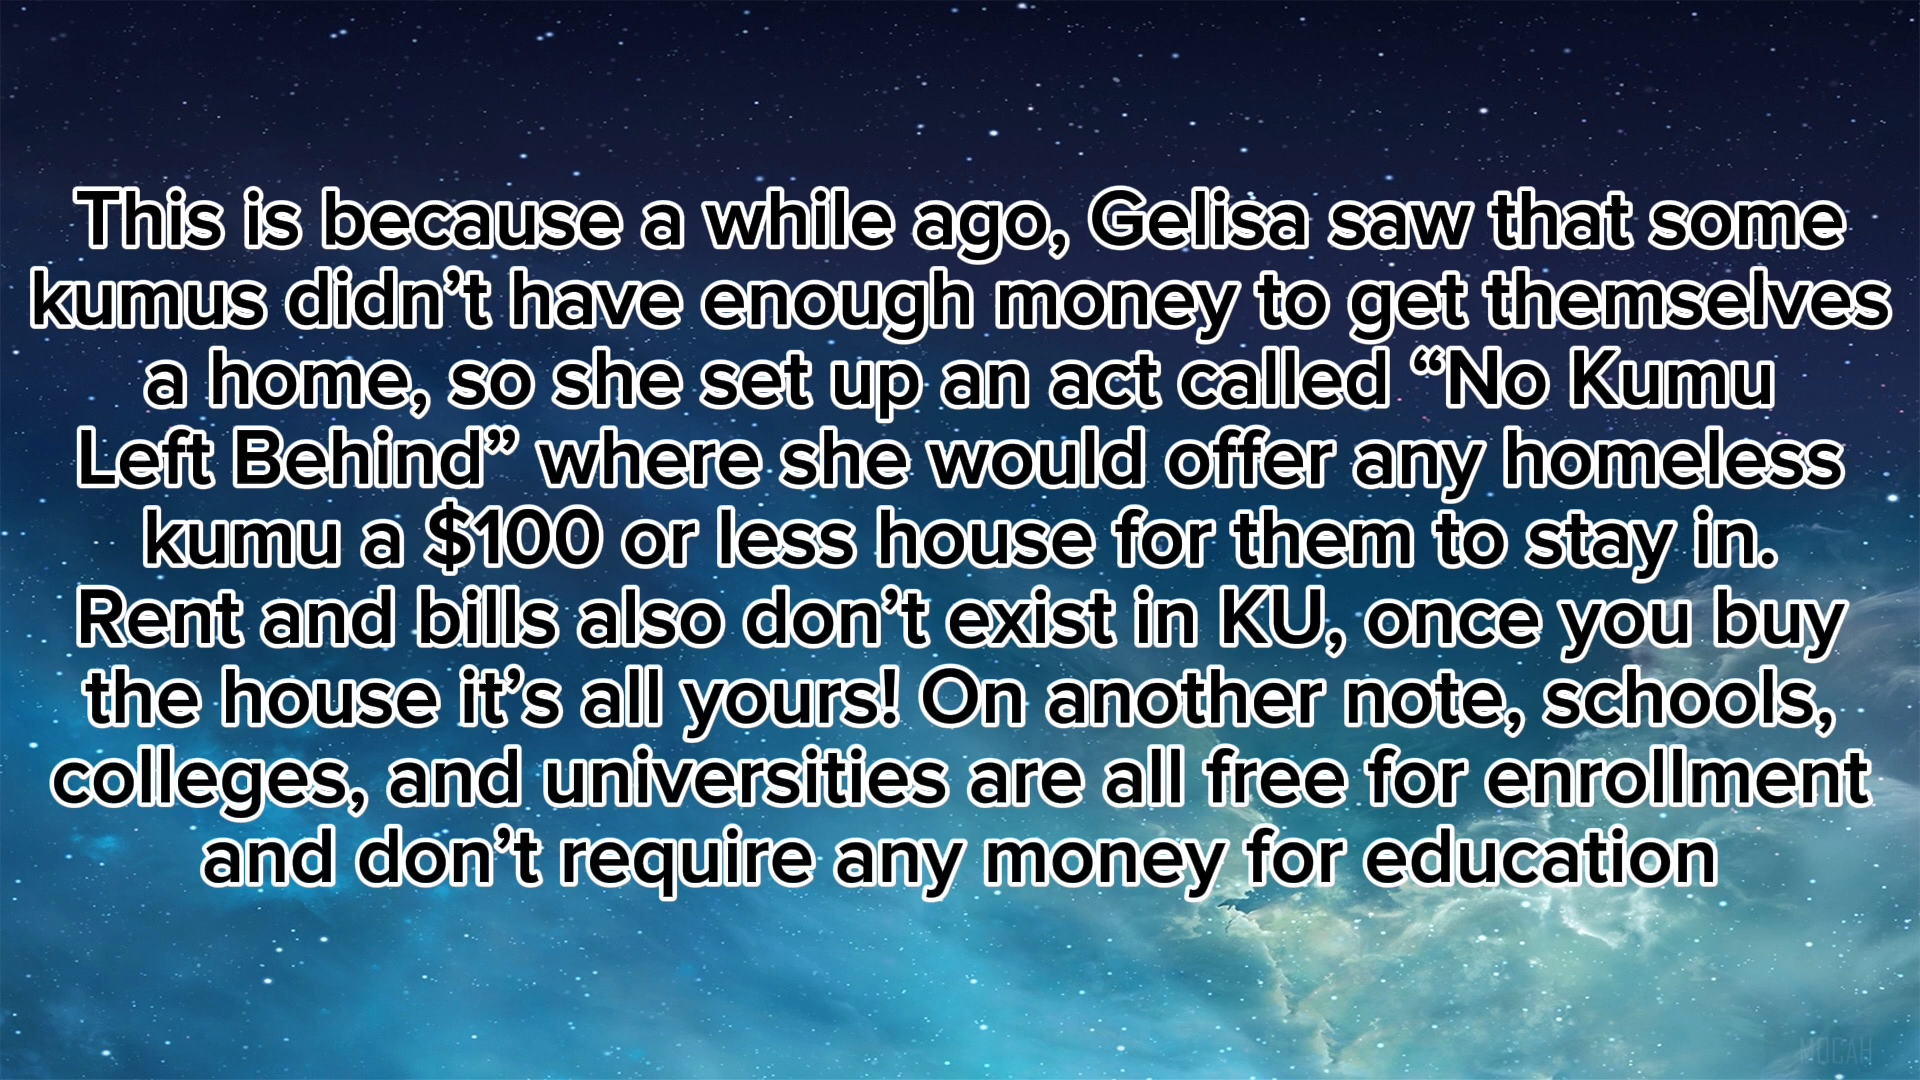 This is because a while ago, Gelisa saw that some
kumus didn’t have enough money to get themselves
a home, so she set up an act called “No Kumu
Left Behind” where she would offer any homeless
kumu a $100 or less house for them to stay in.
Rent and bills also don’t exist in KU, once you buy
the house it’s all yours! On another note, schools,
colleges, and universities are all free for enrollment
and don’t require any money for education
MOCAH